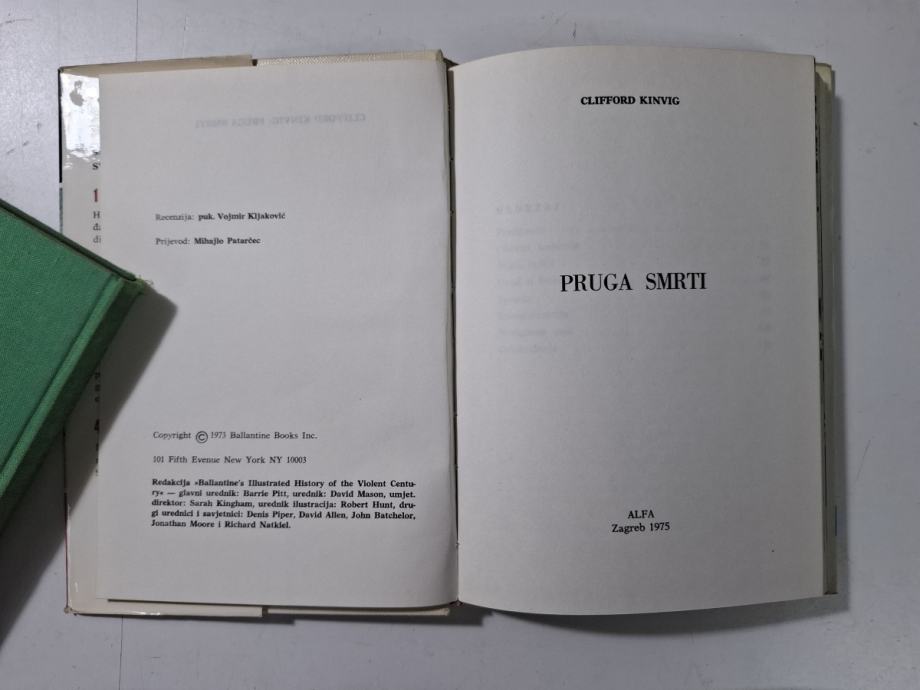 Recenzija: puk. Vojmir Kljaković
Prijevod: Mihajlo Patarčec
Copyright © 1973 Ballantine Books Inc.
101 Fifth Avenue New York NY 10003
Redakcija »Ballantine's Illustrated History of the Violent Centu-
ry« — glavni urednik: Barrie Pitt, urednik: David Mason, umjet.
direktor: Sarah Kingham, urednik ilustracija: Robert Hunt, dru-
gi urednici i savjetnici: Denis Piper, David Allen, John Batchelor,
Jonathan Moore i Richard Natkiel.
CLIFFORD KINVIG
PRUGA SMRTI
ALFA
Zagreb 1975